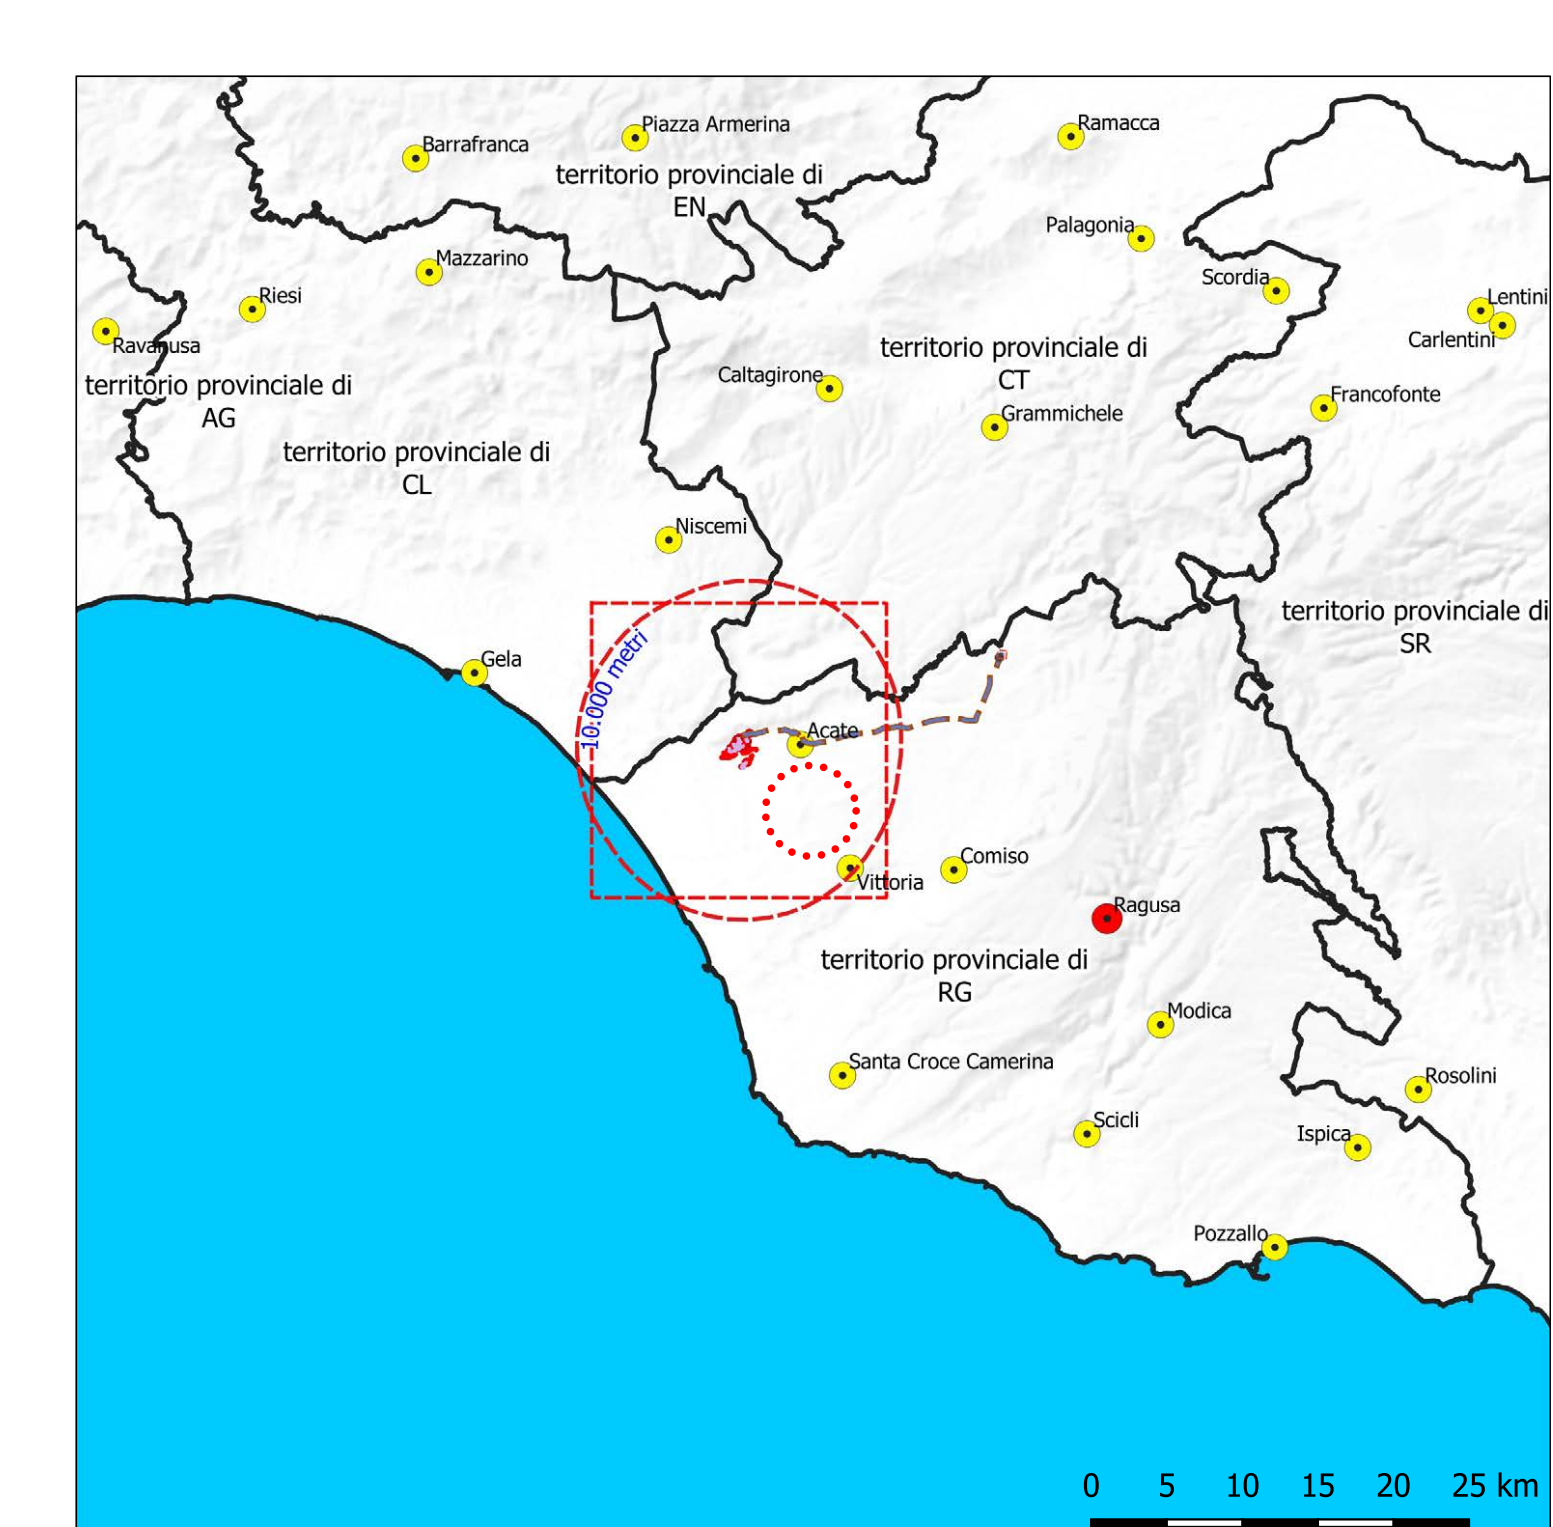 Piazza Armerina
Ramacca
Barrafranca
territorio provinciale di
EN
Palagonia
Mazzarino
Scordia
Riesi
Lentini
Ravanusa
Carlentini
territorio provinciale di
CT
Caltagirone
territorio provinciale di
AG
Francofonte
Grammichele
territorio provinciale di
CL
Niscemi
territorio provinciale di
SR
Gela
10.000 metri
Acate
Comiso
Vittoria
Ragusa
territorio provinciale di
RG
Modica
Santa Croce Camerina
Rosolini
Scicli
Ispica
Pozzallo
0 5 10 15 20 25 km